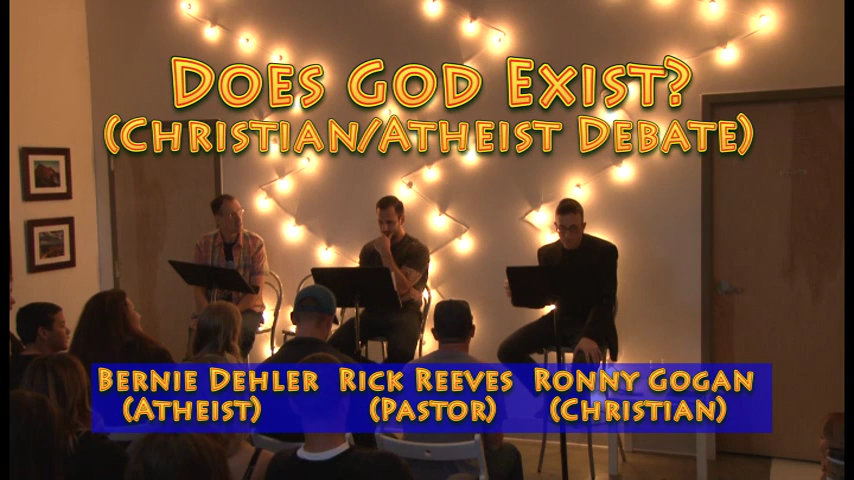 Does God Exist?
(Christian/Atheist Debate)
Bernie Dehler Rick Reeves Ronny Gogan
(Atheist) (Pastor) (Christian)